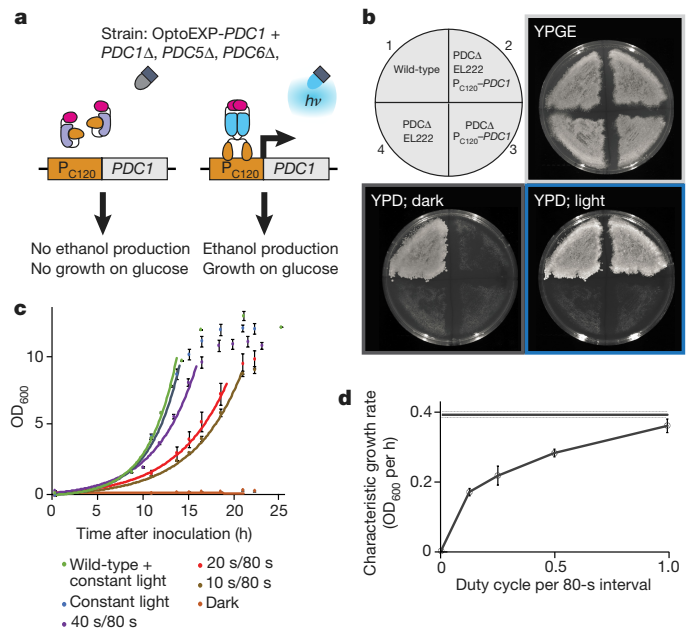 a
Strain: OptoEXP-PDC1 +
PDC1Δ, PDC5Δ, PDC6Δ,
hν
P_C120 PDC1
P_C120 PDC1
No ethanol production
No growth on glucose
Ethanol production
Growth on glucose
b
1
2
Wild-type
PDCΔ
EL222
P_C120–PDC1
PDCΔ
EL222
PDCΔ
P_C120–PDC1
4
3
YPGE
YPD; dark
YPD; light
c
OD600
10
5
0
0 5 10 15 20 25
Time after inoculation (h)
Wild-type +
constant light
Constant light
40 s/80 s
20 s/80 s
10 s/80 s
Dark
d
Characteristic growth rate
(OD600 per h)
0.4
0.2
0
0 0.5 1.0
Duty cycle per 80-s interval